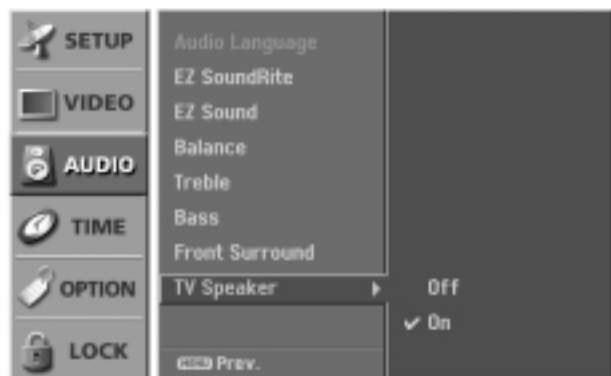 SETUP
VIDEO
AUDIO
TIME
OPTION
LOCK
Audio Language
EZ SoundRite
EZ Sound
Balance
Treble
Bass
Front Surround
TV Speaker
Off
On
MENU Prev.